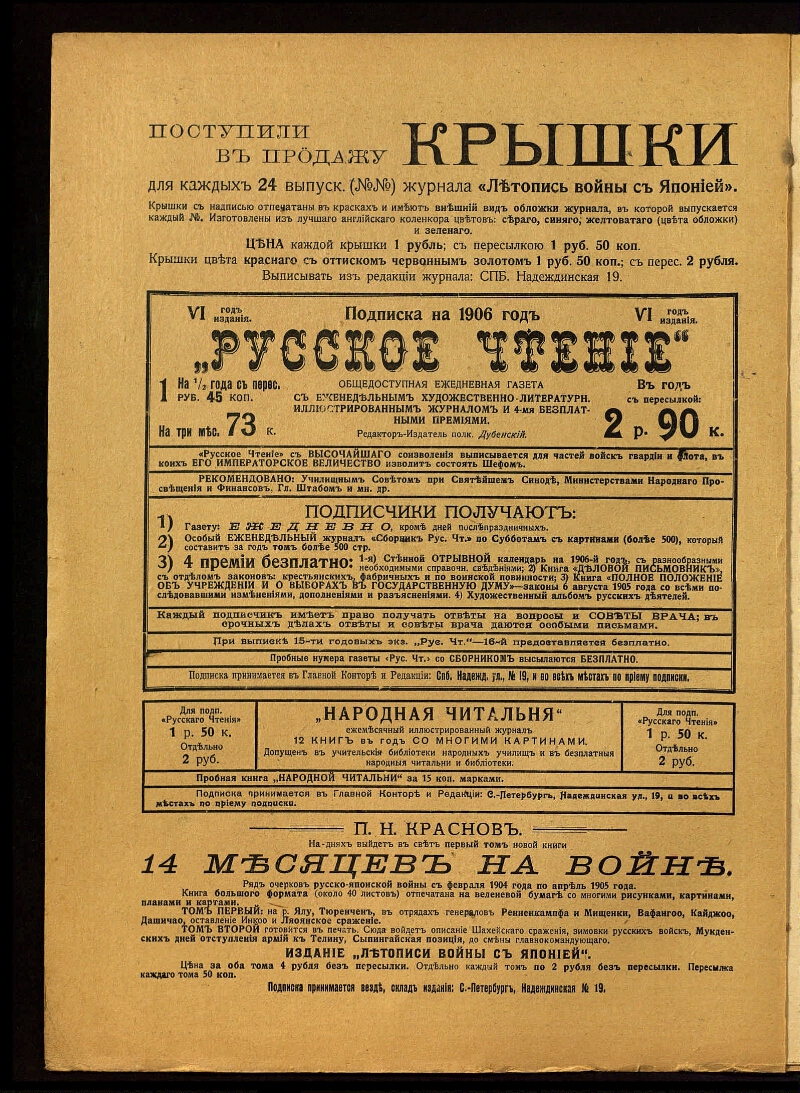 ПОСТУПИЛИ
ВЪ ПРОДАЖУ КРЫШКИ
для каждыхъ 24 выпуск. (№№) журнала «Лѣтопись войны съ Японіей».
Крышки съ надписью отпечатаны въ краскахъ и имѣютъ внѣшній видъ обложки журнала, въ которой выпускается
каждый №. Изготовлены изъ лучшаго англійскаго коленкора цвѣтовъ: сѣраго, синяго, желтоватаго (цвѣта обложки)
и зеленаго.
ЦѢНА каждой крышки 1 рубль; съ пересылкою 1 руб. 50 коп.
Крышки цвѣта краснаго съ оттискомъ червоннымъ золотомъ 1 руб. 50 коп.; съ перес. 2 рубля.
Выписывать изъ редакціи журнала: СПБ. Надеждинская 19.
VI годъ изданія.
Подписка на 1906 годъ
VI годъ изданія.
„РУССКОЕ ЧТЕНІЕ“
На ½ года съ перес.
1 РУБ. 45 КОП.
На три мѣс. 73 к.
ОБЩЕДОСТУПНАЯ ЕЖЕДНЕВНАЯ ГАЗЕТА
СЪ ЕЖЕНЕДѢЛЬНЫМЪ ХУДОЖЕСТВЕННО-ЛИТЕРАТУРН.
ИЛЛЮСТРИРОВАННЫМЪ ЖУРНАЛОМЪ И 4-мя БЕЗПЛАТ-
НЫМИ ПРЕМІЯМИ.
Редакторъ-Издатель полк. Дубенскій.
Въ годъ
съ пересылкой:
2 р. 90 к.
«Русское Чтеніе» съ ВЫСОЧАЙШАГО соизволенія выписывается для частей войскъ гвардіи и флота, въ
коихъ ЕГО ИМПЕРАТОРСКОЕ ВЕЛИЧЕСТВО изволитъ состоять Шефомъ.
РЕКОМЕНДОВАНО: Училищнымъ Совѣтомъ при Святѣйшемъ Синодѣ, Министерствами Народнаго Про-
свѣщенія и Финансовъ, Гл. Штабомъ и мн. др.
ПОДПИСЧИКИ ПОЛУЧАЮТЪ:
1) Газету: ЕЖЕДНЕВНО, кромѣ дней послѣпраздничныхъ.
2) Особый ЕЖЕНЕДѢЛЬНЫЙ журналъ «Сборникъ Рус. Чт.» по Субботамъ съ картинами (болѣе 500), который
составитъ за годъ томъ болѣе 500 стр.
3) 4 преміи безплатно: 1-я) Стѣнной ОТРЫВНОЙ календарь на 1906-й годъ, съ разнообразными
необходимыми справочн. свѣдѣніями; 2) Книга «ДѢЛОВОЙ ПИСЬМОВНИКЪ»,
съ отдѣломъ законовъ: крестьянскихъ, фабричныхъ и по воинской повинности; 3) Книга «ПОЛНОЕ ПОЛОЖЕНІЕ
ОБЪ УЧРЕЖДЕНІИ И О ВЫБОРАХЪ ВЪ ГОСУДАРСТВЕННУЮ ДУМУ»—законы 6 августа 1905 года со всѣми по-
слѣдовавшими измѣненіями, дополненіями и разъясненіями. 4) Художественный альбомъ русскихъ дѣятелей.
Каждый подписчикъ имѣетъ право получать отвѣты на вопросы и СОВѢТЫ ВРАЧА; въ
срочныхъ дѣлахъ отвѣты и совѣты врача даются особыми письмами.
При выпискѣ 15-ти годовыхъ экз. „Рус. Чт.“—16-й предоставляется безплатно.
Пробные нумера газеты «Рус. Чт.» со СБОРНИКОМЪ высылаются БЕЗПЛАТНО.
Подписка принимается въ Главной Конторѣ и Редакціи: Спб. Надежд. ул., № 19, и во всѣхъ мѣстахъ по пріему подписки.
Для подп.
«Русскаго Чтенія»
1 р. 50 к.
Отдѣльно
2 руб.
„НАРОДНАЯ ЧИТАЛЬНЯ“
ежемѣсячный иллюстрированный журналъ
12 КНИГЪ въ годъ СО МНОГИМИ КАРТИНАМИ.
Допущенъ въ учительскія библіотеки народныхъ училищъ и въ безплатныя
народныя читальни и библіотеки.
Для подп.
«Русскаго Чтенія»
1 р. 50 к.
Отдѣльно
2 руб.
Пробная книга „НАРОДНОЙ ЧИТАЛЬНИ“ за 15 коп. марками.
Подписка принимается въ Главной Конторѣ и Редакціи: С.-Петербургъ, Надеждинская ул., 19, и во всѣхъ
мѣстахъ по пріему подписки.
П. Н. КРАСНОВЪ.
На-дняхъ выйдетъ въ свѣтъ первый томъ новой книги
14 МѢСЯЦЕВЪ НА ВОЙНѢ.
Рядъ очерковъ русско-японской войны съ февраля 1904 года по апрѣль 1905 года.
Книга большого формата (около 40 листовъ) отпечатана на веленевой бумагѣ со многими рисунками, картинами,
планами и картами.
ТОМЪ ПЕРВЫЙ: на р. Ялу, Тюренченъ, въ отрядахъ генераловъ Ренненкампфа и Мищенки, Вафангоо, Кайджоо,
Дашичао, оставленіе Инкоо и Ляоянское сраженіе.
ТОМЪ ВТОРОЙ готовится въ печать. Сюда войдетъ описаніе Шахейскаго сраженія, зимовки русскихъ войскъ, Мукден-
скихъ дней отступленія армій къ Телину, Сыпингайская позиція, до смѣны главнокомандующаго.
ИЗДАНІЕ „ЛѢТОПИСИ ВОЙНЫ СЪ ЯПОНІЕЙ“.
Цѣна за оба тома 4 рубля безъ пересылки. Отдѣльно каждый томъ по 2 рубля безъ пересылки. Пересылка
каждаго тома 50 коп.
Подписка принимается вездѣ, складъ изданія: С.-Петербургъ, Надеждинская № 19.